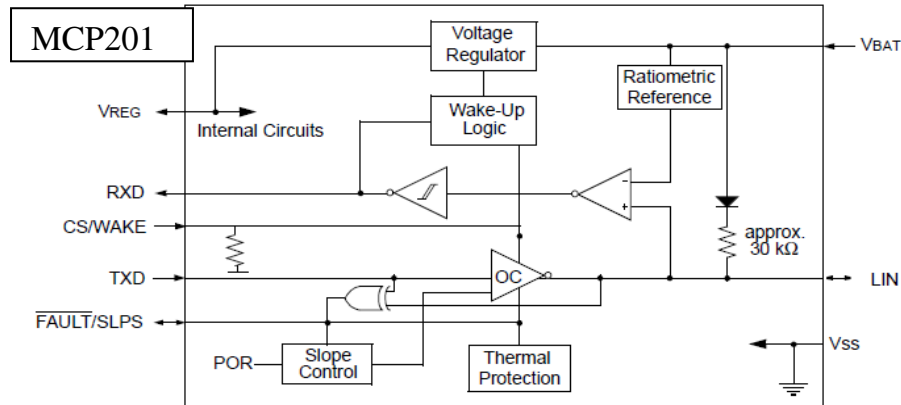 MCP201
Voltage
Regulator
VBAT
Ratiometric
Reference
VREG
Internal Circuits
Wake-Up
Logic
RXD
-
+
CS/WAKE
approx.
30 kΩ
TXD
OC
LIN
FAULT/SLPS
POR
Slope
Control
Thermal
Protection
VSS